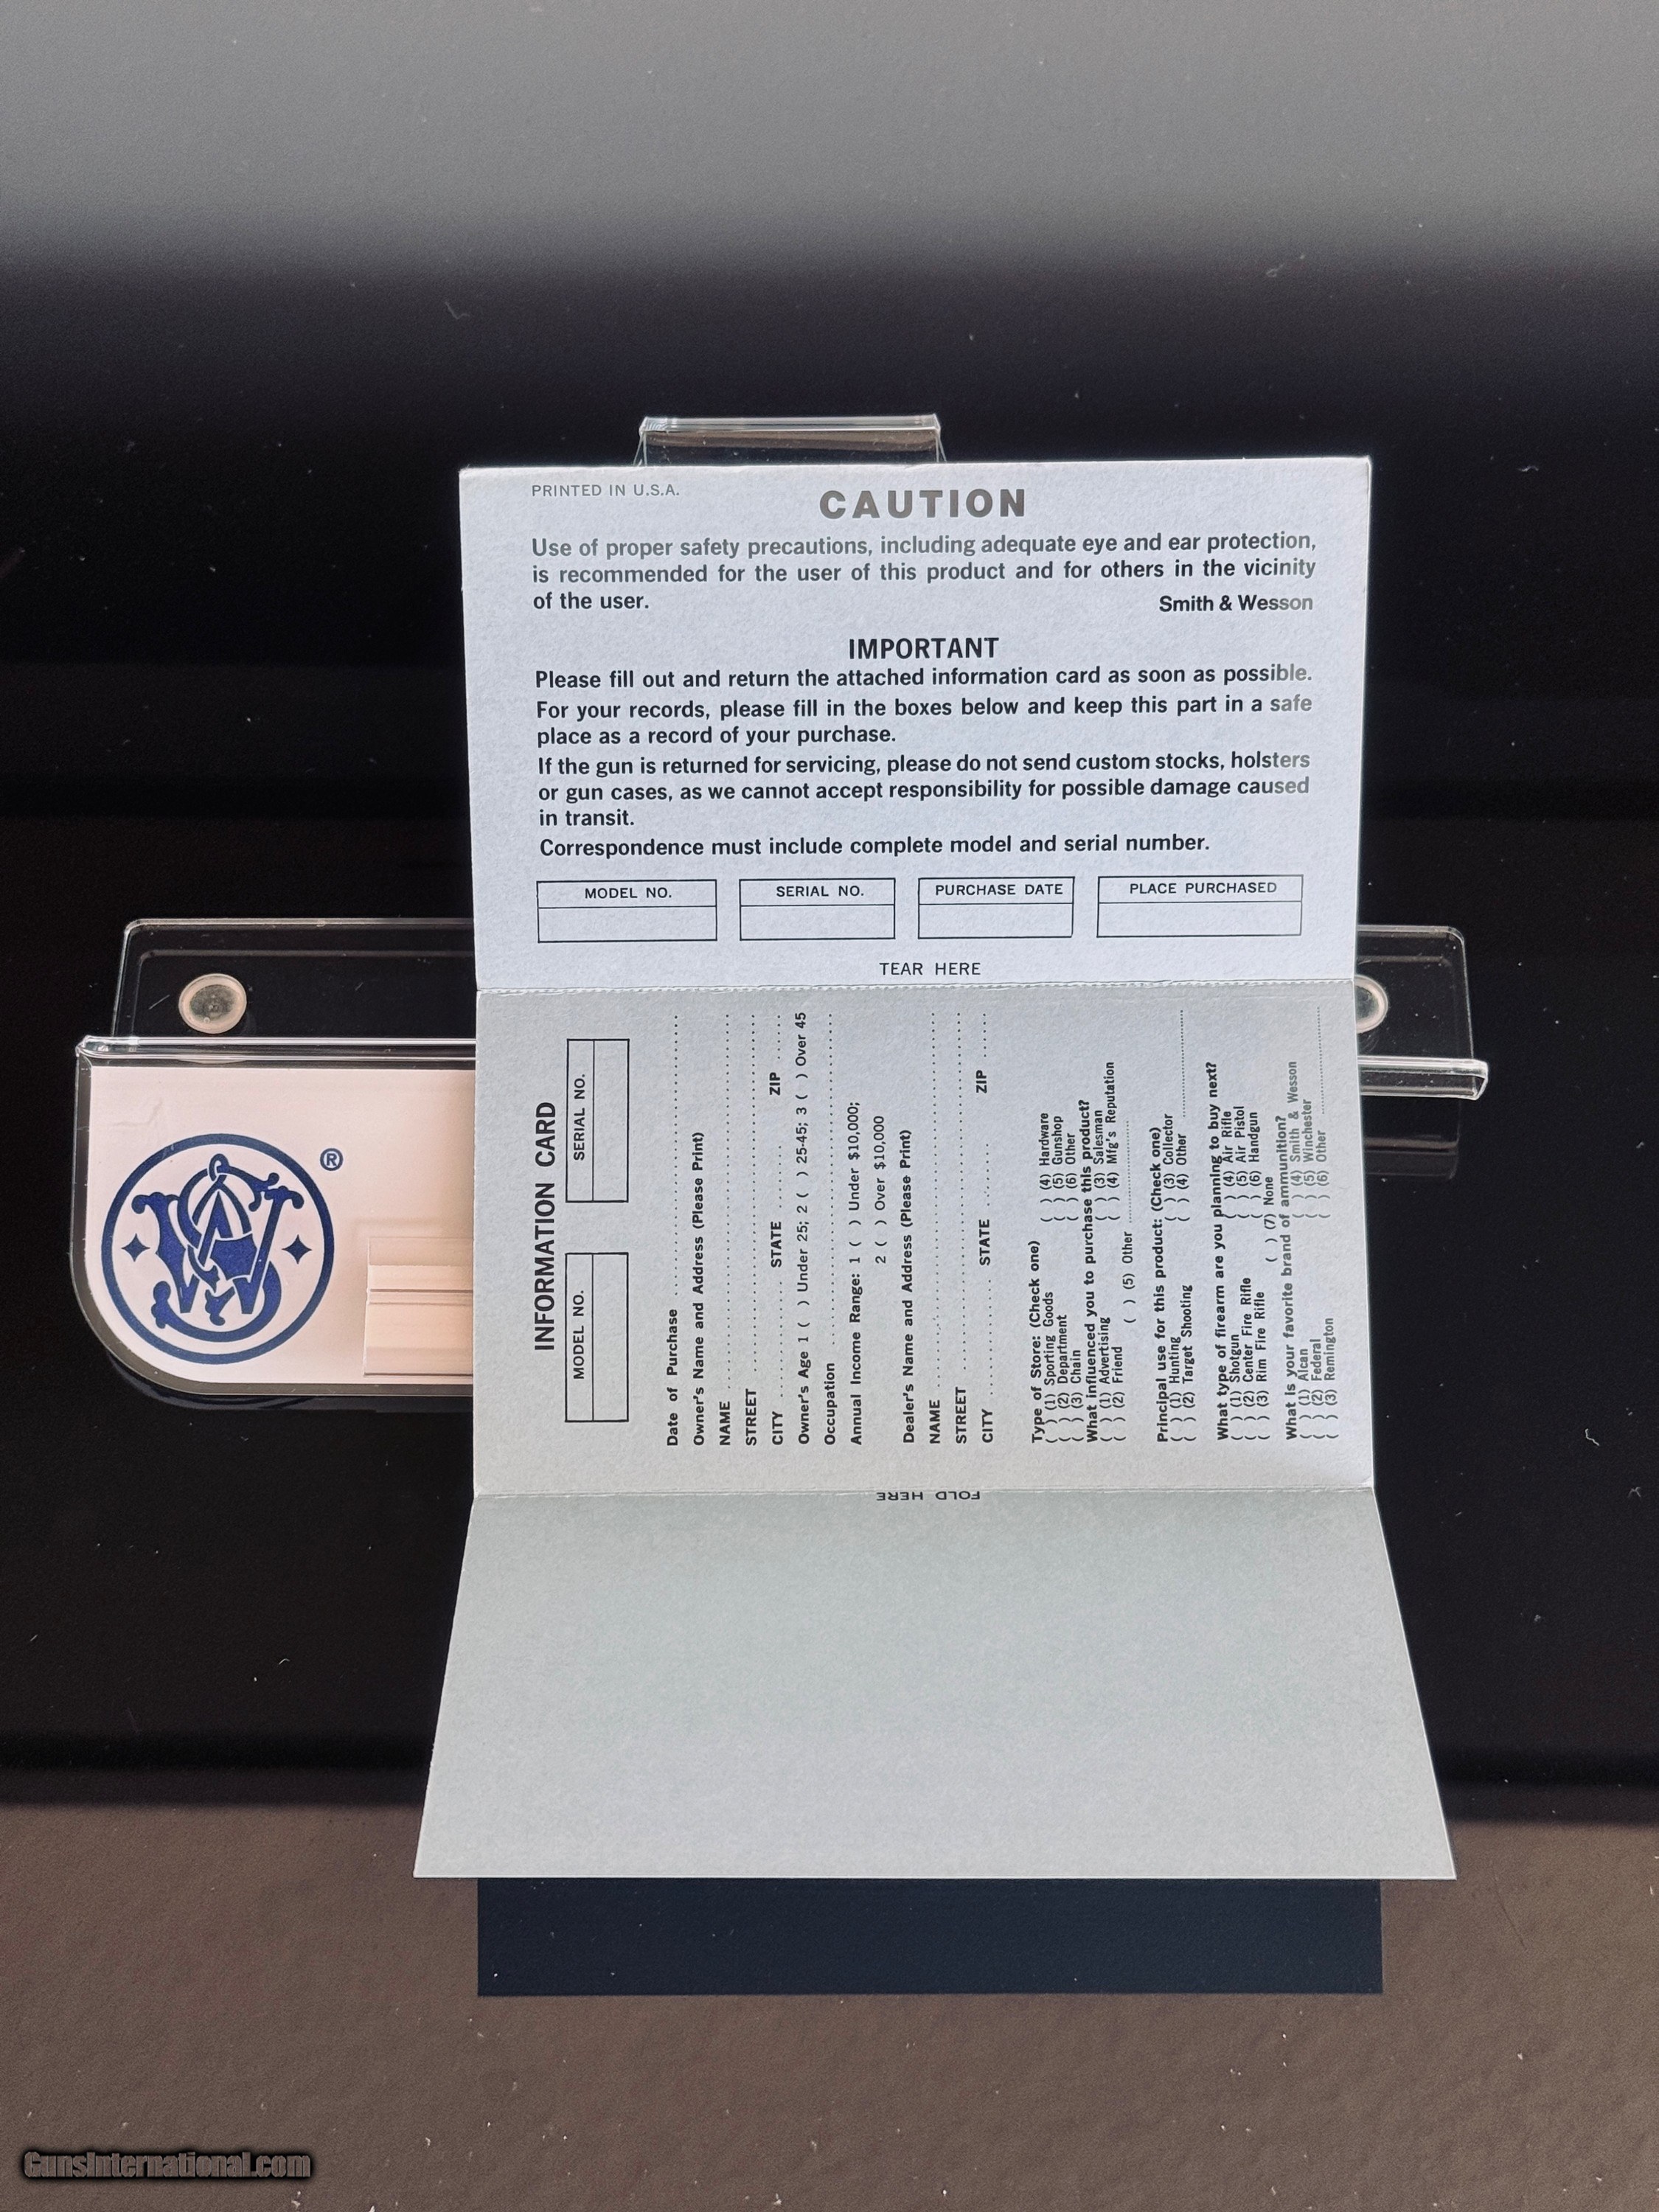 PRINTED IN U.S.A.
CAUTION
Use of proper safety precautions, including adequate eye and ear protection,
is recommended for the user of this product and for others in the vicinity
of the user. Smith & Wesson
IMPORTANT
Please fill out and return the attached information card as soon as possible.
For your records, please fill in the boxes below and keep this part in a safe
place as a record of your purchase.
If the gun is returned for servicing, please do not send custom stocks, holsters
or gun cases, as we cannot accept responsibility for possible damage caused
in transit.
Correspondence must include complete model and serial number.
MODEL NO. SERIAL NO. PURCHASE DATE PLACE PURCHASED
TEAR HERE
INFORMATION CARD
MODEL NO. SERIAL NO.
Date of Purchase
Owner's Name and Address (Please Print)
NAME
STREET
CITY STATE ZIP
Owner's Age 1 ( ) Under 25; 2 ( ) 25-45; 3 ( ) Over 45
Occupation
Annual Income Range: 1 ( ) Under $10,000;
2 ( ) Over $10,000
Dealer's Name and Address (Please Print)
NAME
STREET
CITY STATE ZIP
Type of Store: (Check one)
( ) (1) Sporting Goods ( ) (4) Hardware
( ) (2) Department ( ) (5) Gunshop
( ) (3) Chain ( ) (6) Other
What influenced you to purchase this product?
( ) (1) Advertising ( ) (3) Salesman
( ) (2) Friend ( ) (4) Mfg's Reputation
( ) (5) Other
Principal use for this product: (Check one)
( ) (1) Hunting ( ) (3) Collector
( ) (2) Target Shooting ( ) (4) Other
What type of firearm are you planning to buy next?
( ) (1) Shotgun ( ) (4) Air Rifle
( ) (2) Center Fire Rifle ( ) (5) Air Pistol
( ) (3) Rim Fire Rifle ( ) (6) Handgun
( ) (7) None
What is your favorite brand of ammunition?
( ) (1) Alcan ( ) (4) Smith & Wesson
( ) (2) Federal ( ) (5) Winchester
( ) (3) Remington ( ) (6) Other
FOLD HERE
SW
®
GunsInternational.com